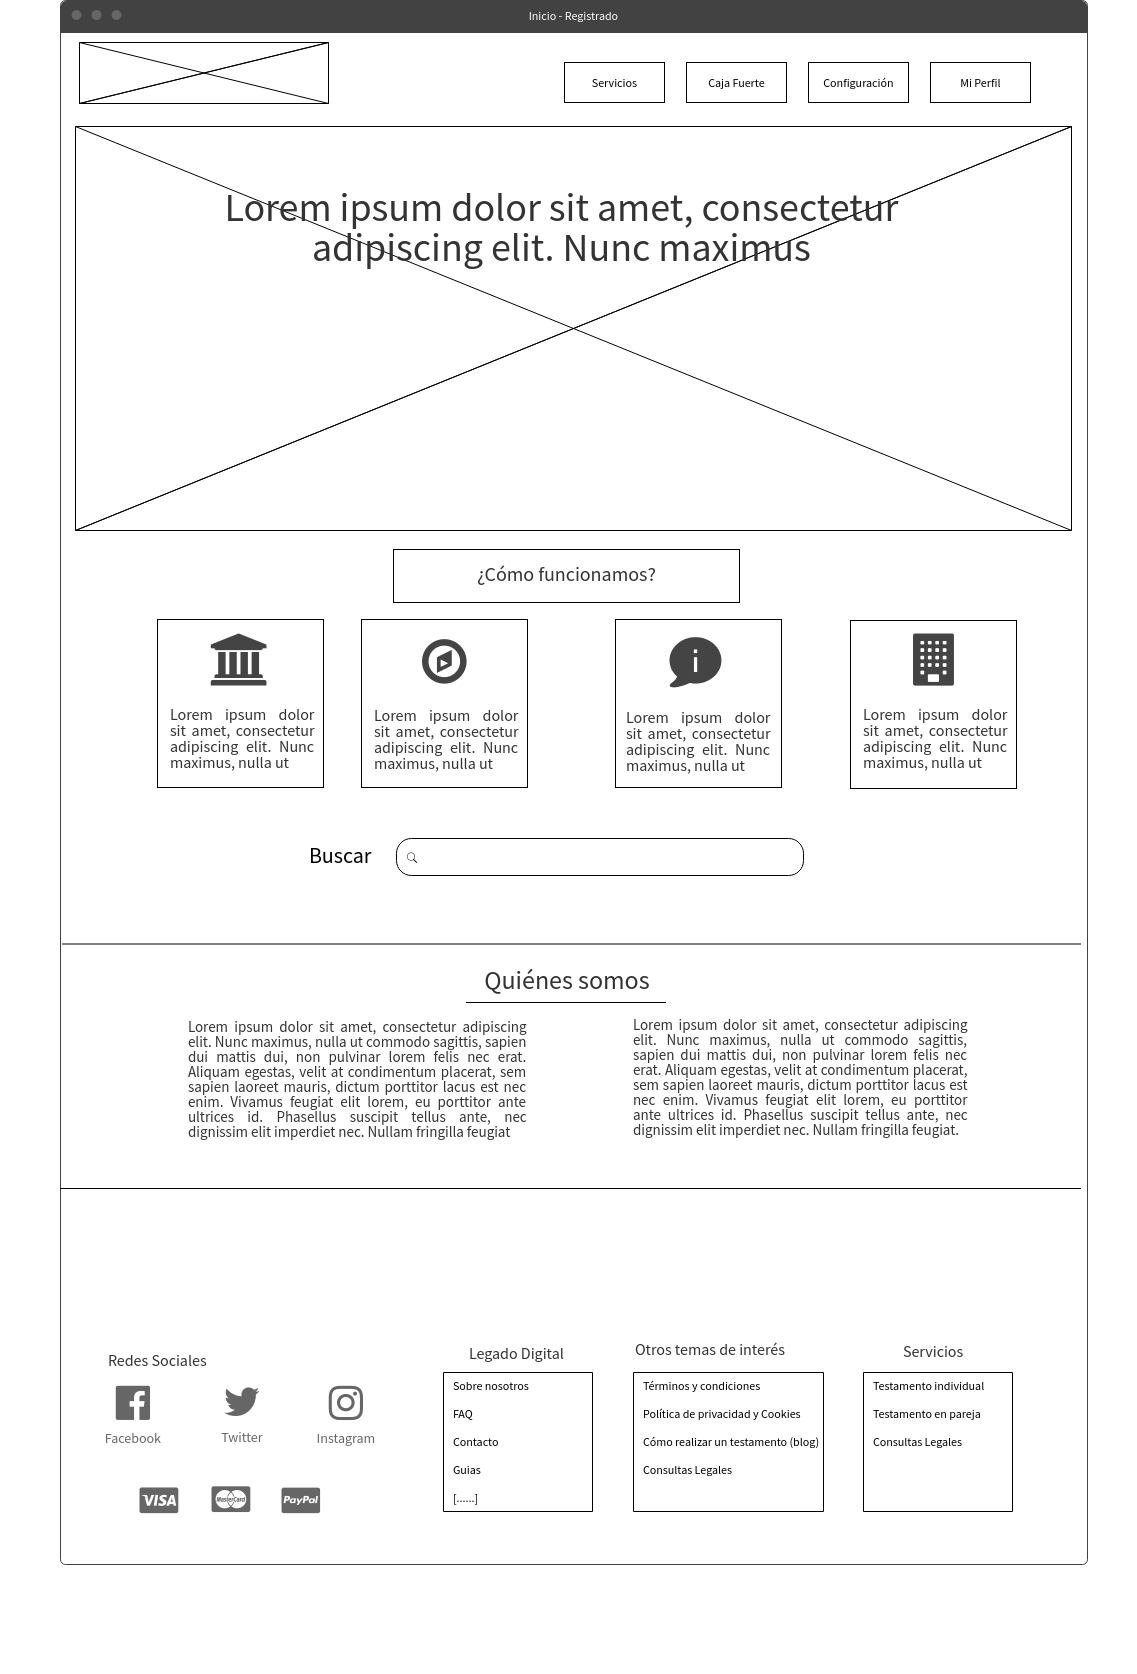 Inicio - Registrado
Servicios
Caja Fuerte
Configuración
Mi Perfil
Lorem ipsum dolor sit amet, consectetur
adipiscing elit. Nunc maximus
¿Cómo funcionamos?
Lorem ipsum dolor
sit amet, consectetur
adipiscing elit. Nunc
maximus, nulla ut
Lorem ipsum dolor
sit amet, consectetur
adipiscing elit. Nunc
maximus, nulla ut
Lorem ipsum dolor
sit amet, consectetur
adipiscing elit. Nunc
maximus, nulla ut
Lorem ipsum dolor
sit amet, consectetur
adipiscing elit. Nunc
maximus, nulla ut
Buscar
Quiénes somos
Lorem ipsum dolor sit amet, consectetur adipiscing
elit. Nunc maximus, nulla ut commodo sagittis, sapien
dui mattis dui, non pulvinar lorem felis nec erat.
Aliquam egestas, velit at condimentum placerat, sem
sapien laoreet mauris, dictum porttitor lacus est nec
enim. Vivamus feugiat elit lorem, eu porttitor ante
ultrices id. Phasellus suscipit tellus ante, nec
dignissim elit imperdiet nec. Nullam fringilla feugiat
Lorem ipsum dolor sit amet, consectetur adipiscing
elit. Nunc maximus, nulla ut commodo sagittis,
sapien dui mattis dui, non pulvinar lorem felis nec
erat. Aliquam egestas, velit at condimentum placerat,
sem sapien laoreet mauris, dictum porttitor lacus est
nec enim. Vivamus feugiat elit lorem, eu porttitor
ante ultrices id. Phasellus suscipit tellus ante, nec
dignissim elit imperdiet nec. Nullam fringilla feugiat.
Redes Sociales
Facebook
Twitter
Instagram
VISA
MasterCard
PayPal
Legado Digital
Sobre nosotros
FAQ
Contacto
Guias
[......]
Otros temas de interés
Términos y condiciones
Política de privacidad y Cookies
Cómo realizar un testamento (blog)
Consultas Legales
Servicios
Testamento individual
Testamento en pareja
Consultas Legales